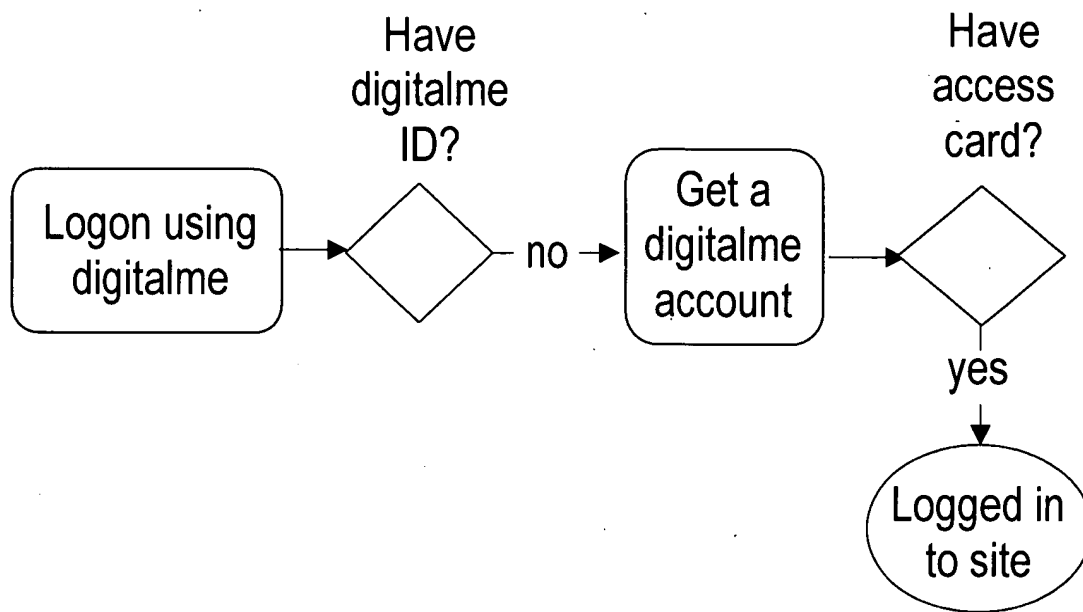 Logon using
digitalme
Have
digitalme
ID?
no
Get a
digitalme
account
Have
access
card?
yes
Logged in
to site